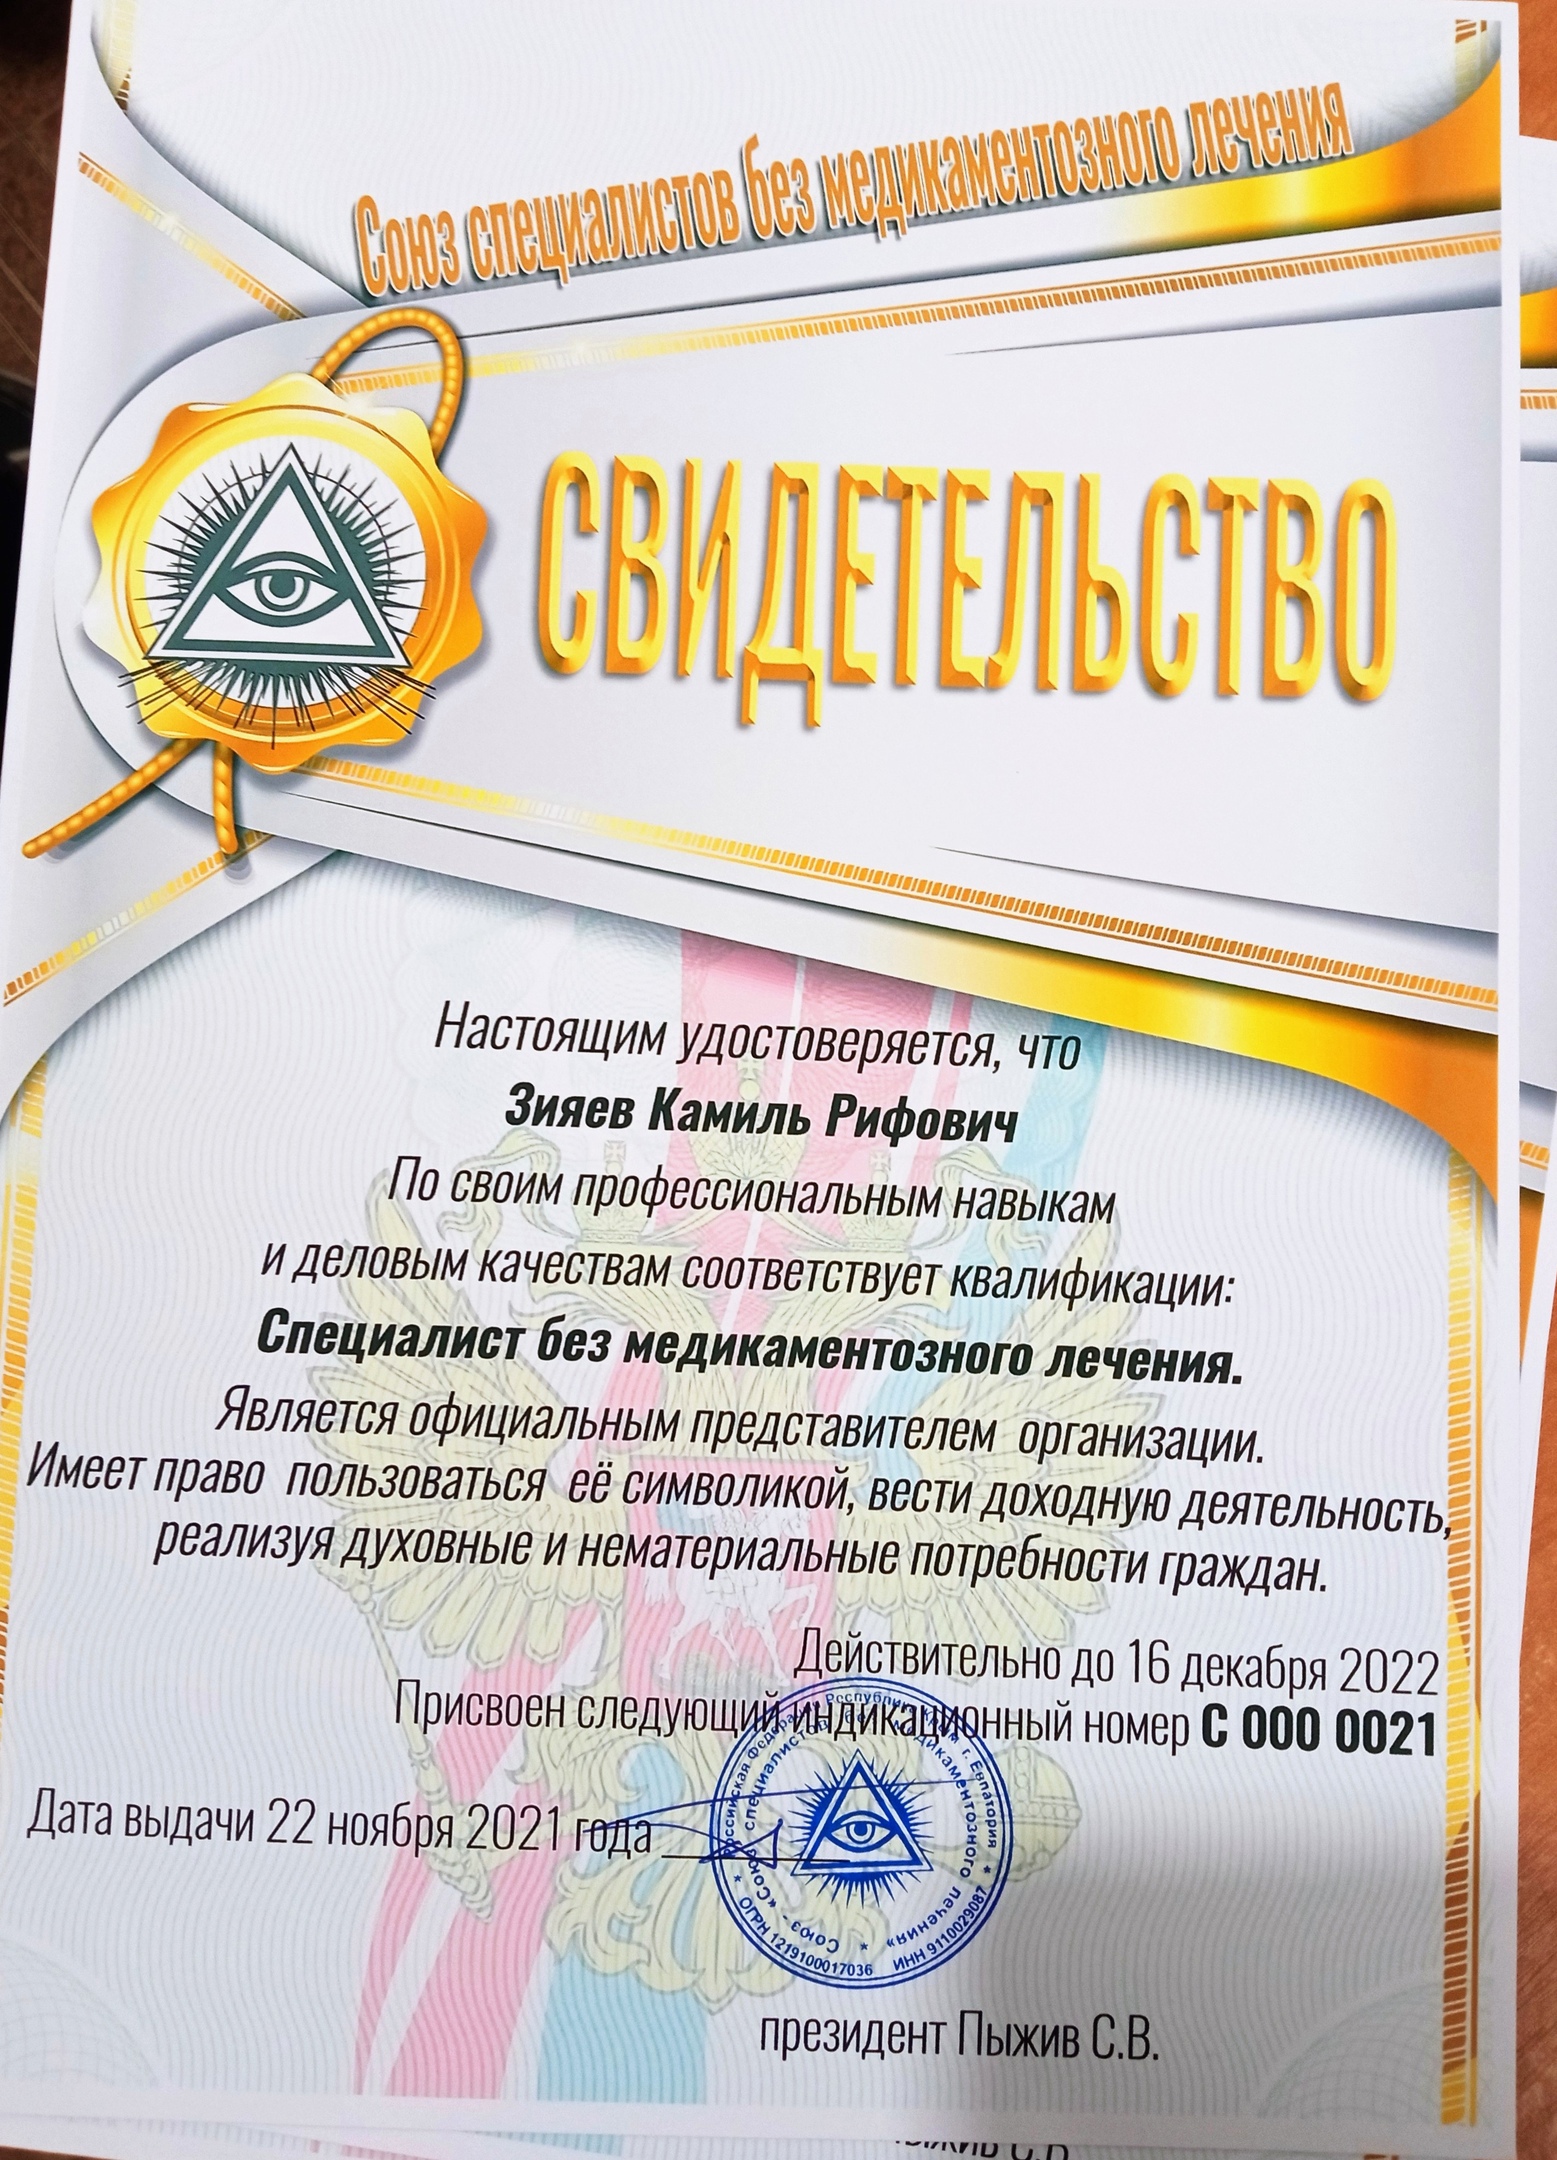 Союз специалистов без медикаментозного лечения
СВИДЕТЕЛЬСТВО
Настоящим удостоверяется, что
Зияев Камиль Рифович
По своим профессиональным навыкам
и деловым качествам соответствует квалификации:
Специалист без медикаментозного лечения.
Является официальным представителем организации.
Имеет право пользоваться её символикой, вести доходную деятельность,
реализуя духовные и нематериальные потребности граждан.
Действительно до 16 декабря 2022
Присвоен следующий индикационный номер С 000 0021
Дата выдачи 22 ноября 2021 года
Российская Федерация Республика Крым г. Евпатория
ОГРН 1219100017036 ИНН 9110029087
Союз - «Союз специалистов без медикаментозного лечения»
президент Пыжив С.В.